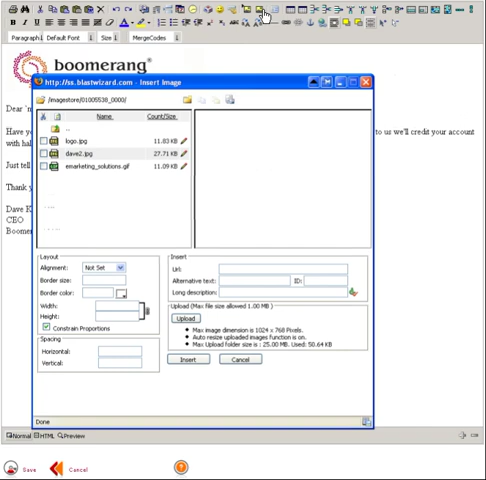 Paragraph Default Font Size MergeCodes
boomerang
http://ss.blastwizard.com - Insert Image
/magestore/01005538_0000/
Name Count/Size
..
logo.jpg 11.83 KB
dave2.jpg 27.71 KB
emarketing_solutions.gif 11.09 KB
Dear
Have yo
to us we'll credit your account
with hal
Just tell
Thank y
Dave K
CEO
Boomer
Layout
Alignment: Not Set
Border size:
Border color:
Width:
Height:
Constrain Proportions
Spacing
Horizontal:
Vertical:
Insert
Url:
Alternative text: ID:
Long description:
Upload (Max file size allowed 1.00 MB )
Upload
Max image dimension is 1024 x 768 Pixels.
Auto resize uploaded images function is on.
Max Upload folder size is : 25.00 MB. Used: 50.64 KB
Insert Cancel
Done
Normal HTML Preview
Save Cancel